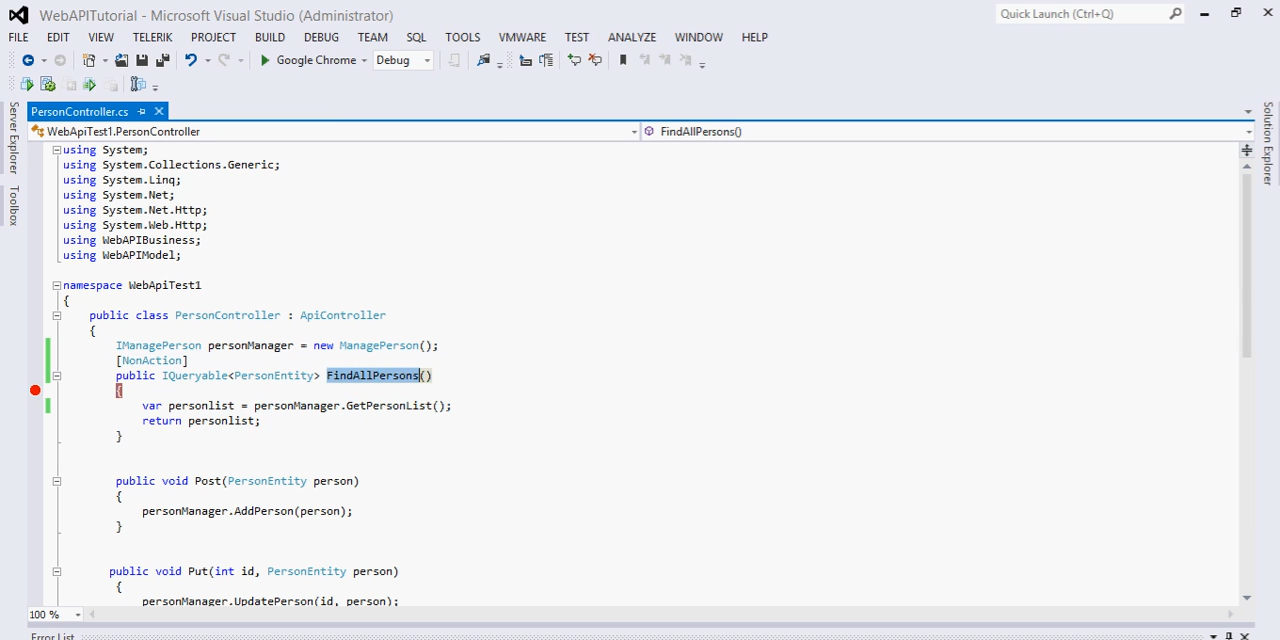 WebAPITutorial - Microsoft Visual Studio (Administrator)
Quick Launch (Ctrl+Q)
FILE EDIT VIEW TELERIK PROJECT BUILD DEBUG TEAM SQL TOOLS VMWARE TEST ANALYZE WINDOW HELP
Google Chrome Debug
Server Explorer
Toolbox
Solution Explorer
PersonController.cs
WebApiTest1.PersonController
FindAllPersons()
using System;
using System.Collections.Generic;
using System.Linq;
using System.Net;
using System.Net.Http;
using System.Web.Http;
using WebAPIBusiness;
using WebAPIModel;
namespace WebApiTest1
{
public class PersonController : ApiController
{
IManagePerson personManager = new ManagePerson();
[NonAction]
public IQueryable<PersonEntity> FindAllPersons()
{
var personlist = personManager.GetPersonList();
return personlist;
}
public void Post(PersonEntity person)
{
personManager.AddPerson(person);
}
public void Put(int id, PersonEntity person)
{
personManager.UpdatePerson(id, person);
100 %
Error List